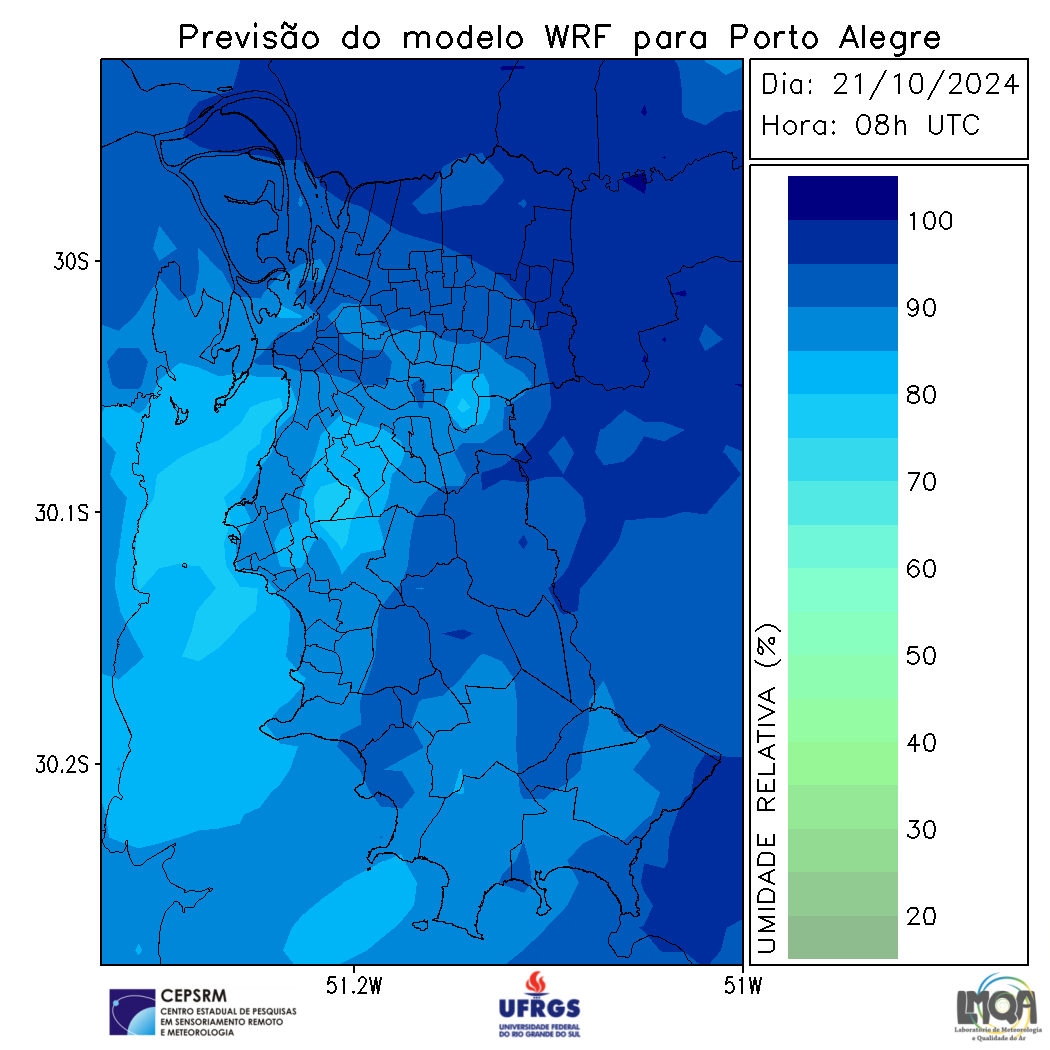 Previsão do modelo WRF para Porto Alegre
Dia: 21/10/2024
Hora: 08h UTC
30S
30.1S
30.2S
51.2W
51W
UMIDADE RELATIVA (%)
100
90
80
70
60
50
40
30
20
CEPSRM
CENTRO ESTADUAL DE PESQUISAS
EM SENSORIAMENTO REMOTO
E METEOROLOGIA
UFRGS
UNIVERSIDADE FEDERAL
DO RIO GRANDE DO SUL
LMQA
Laboratório de Meteorologia
e Qualidade do Ar